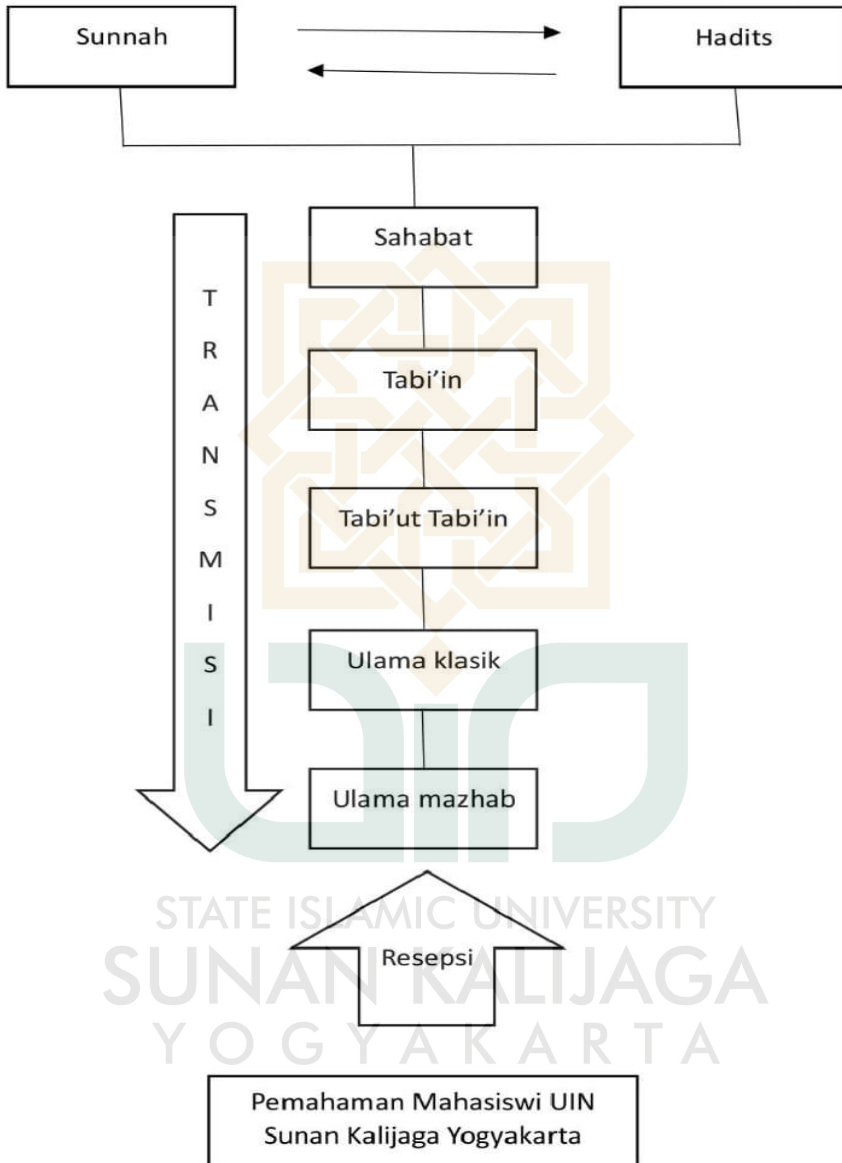 Sunnah
Hadits
Sahabat
Tabi’in
Tabi’ut Tabi’in
Ulama klasik
Ulama mazhab
TRANSMISI
Resepsi
STATE ISLAMIC UNIVERSITY
SUNAN KALIJAGA
YOGYAKARTA
Pemahaman Mahasiswi UIN
Sunan Kalijaga Yogyakarta